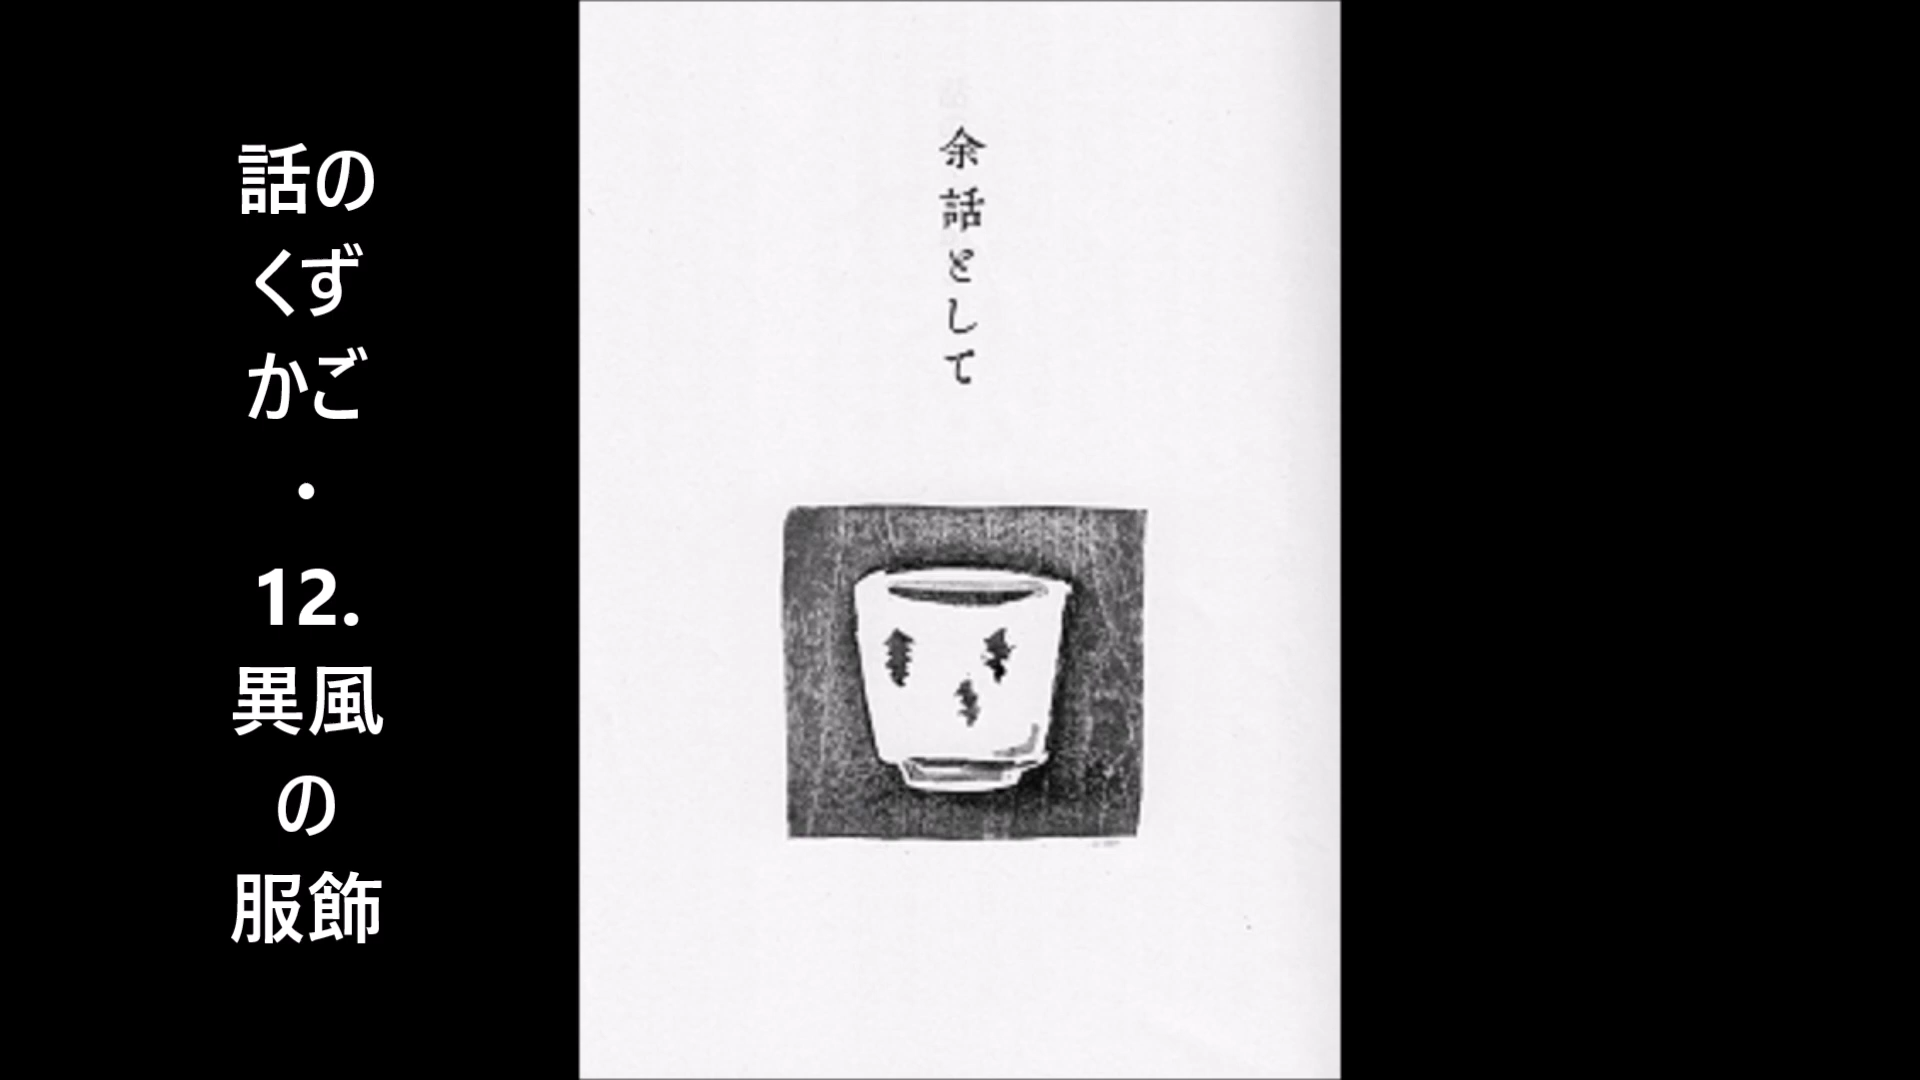 話の
くず
かご
・
12.
異風
の
服飾
余話として